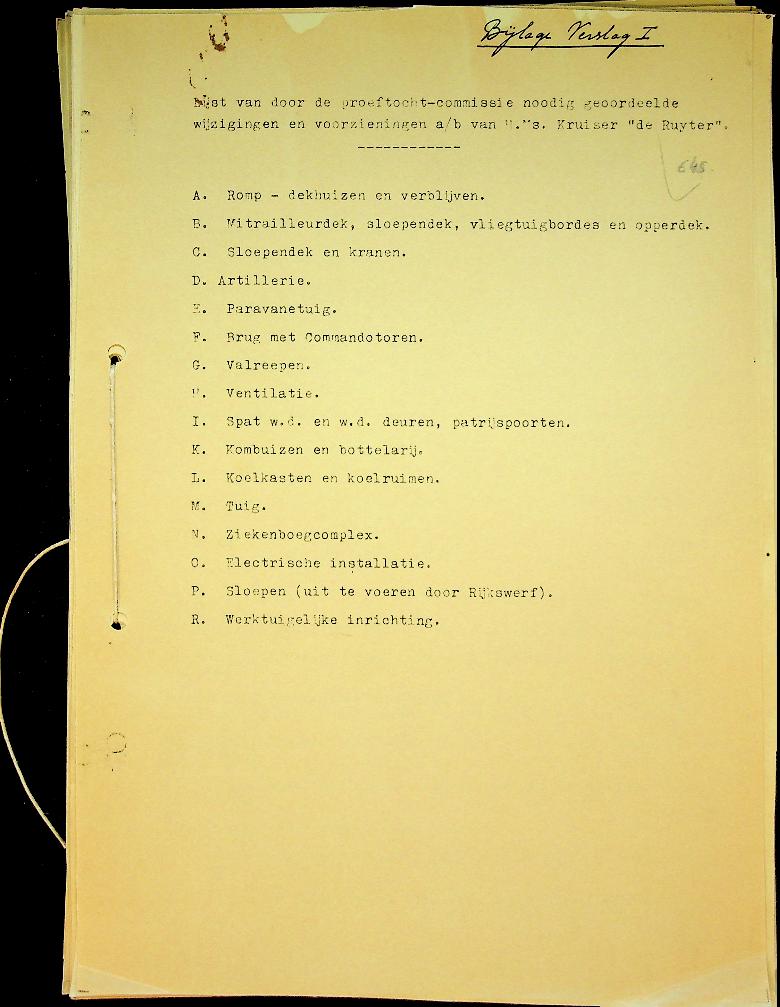 Bijlage Verslag I
Lijst van door de proeftocht-commissie noodig geoordeelde
wijzigingen en voorzieningen a/b van H.Ms. Kruiser "de Ruyter".
------------
A. Romp - dekhuizen en verblijven.
B. Mitrailleurdek, sloependek, vliegtuigbordes en opperdek.
C. Sloependek en kranen.
D. Artillerie.
E. Paravanetuig.
F. Brug met Commandotoren.
G. Valreepen.
H. Ventilatie.
I. Spat w.d. en w.d. deuren, patrijspoorten.
K. Kombuizen en bottelarij.
L. Koelkasten en koelruimen.
M. Tuig.
N. Ziekenboegcomplex.
O. Electrische installatie.
P. Sloepen (uit te voeren door Rijkswerf).
R. Werktuigelijke inrichting.